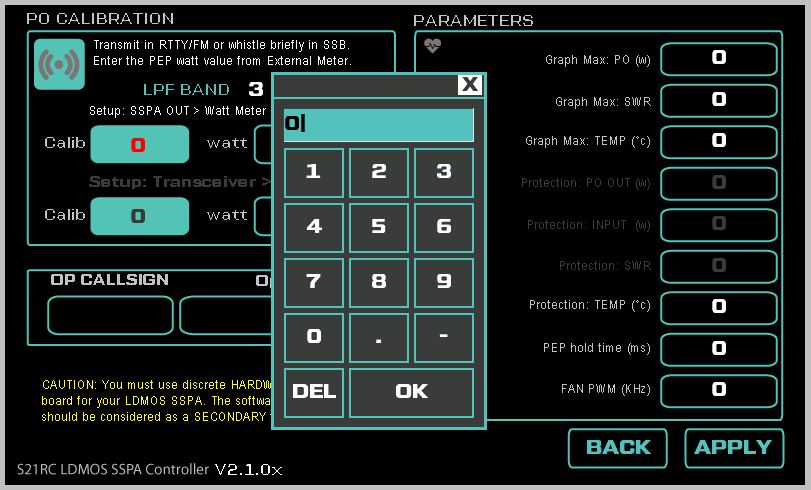 PO CALIBRATION
Transmit in RTTY/FM or whistle briefly in SSB.
Enter the PEP watt value from External Meter.
LPF BAND 3
Setup: SSPA OUT > Watt Meter
Calib 0 watt
Setup: Transceiver >
Calib 0 watt
OP CALLSIGN
CAUTION: You must use discrete
board for your LDMOS SSPA. The
should be considered as a SECONDARY
X
0
1 2 3
4 5 6
7 8 9
0 . -
DEL OK
PARAMETERS
Graph Max: PO (w) 0
Graph Max: SWR 0
Graph Max: TEMP (°c) 0
Protection: PO OUT (w) 0
Protection: INPUT (w) 0
Protection: SWR 0
Protection: TEMP (°c) 0
PEP hold time (ms) 0
FAN PWM (KHz) 0
BACK APPLY
S21RC LDMOS SSPA Controller V2.1.0x